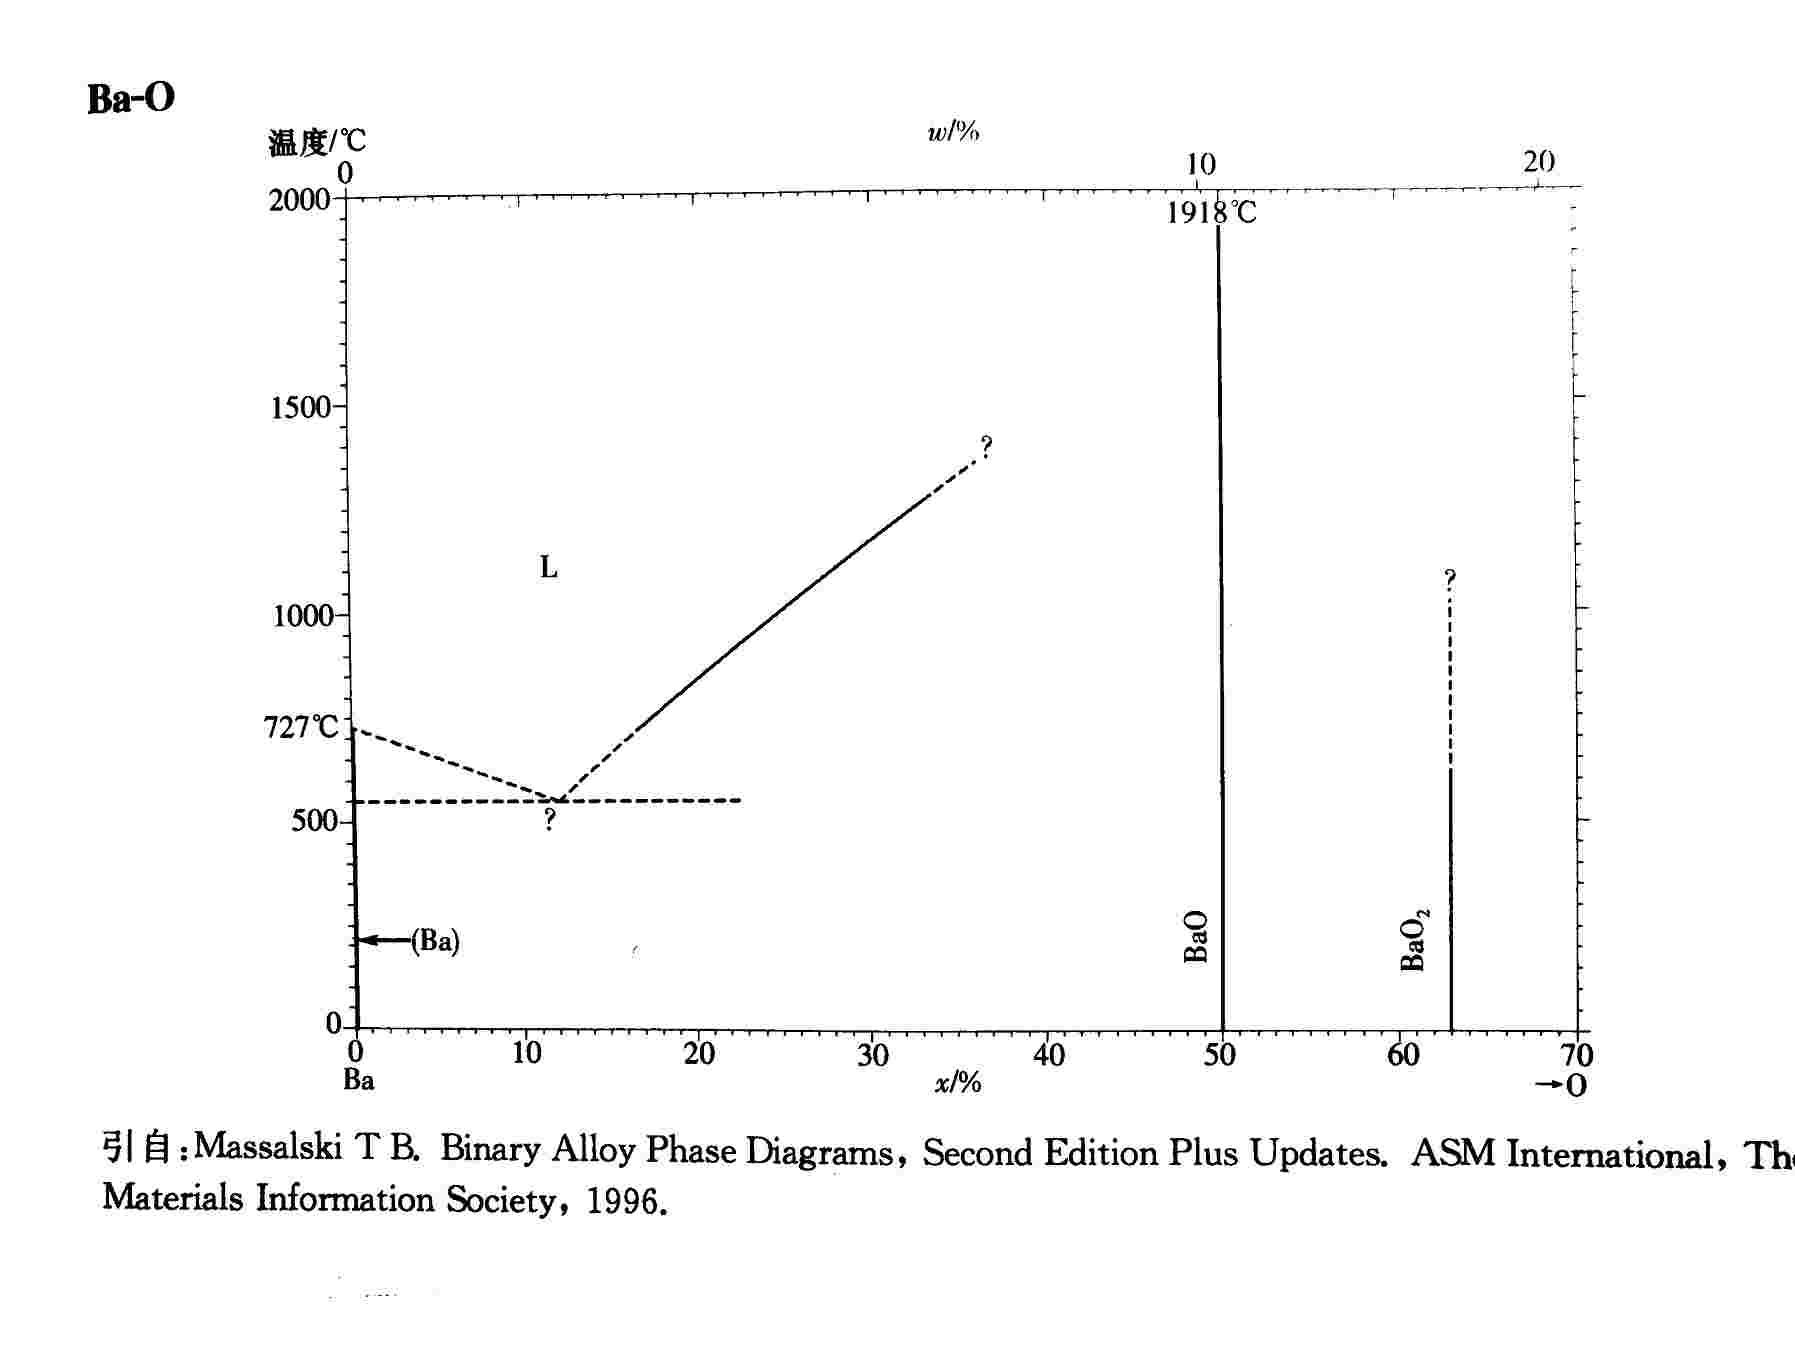 Ba-O
温度/℃
w/%
0
10
20
2000
1918℃
1500
?
?
L
1000
727℃
500
?
(Ba)
BaO
BaO₂
0
0
10
20
30
40
50
60
70
Ba
x/%
→O
引自:Massalski T B. Binary Alloy Phase Diagrams, Second Edition Plus Updates. ASM International, The
Materials Information Society, 1996.